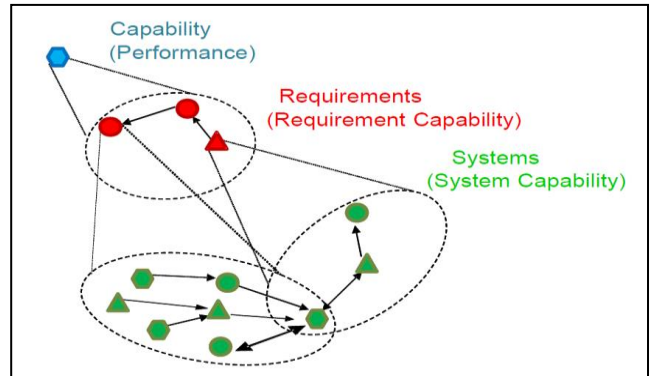 Capability
(Performance)
Requirements
(Requirement Capability)
Systems
(System Capability)